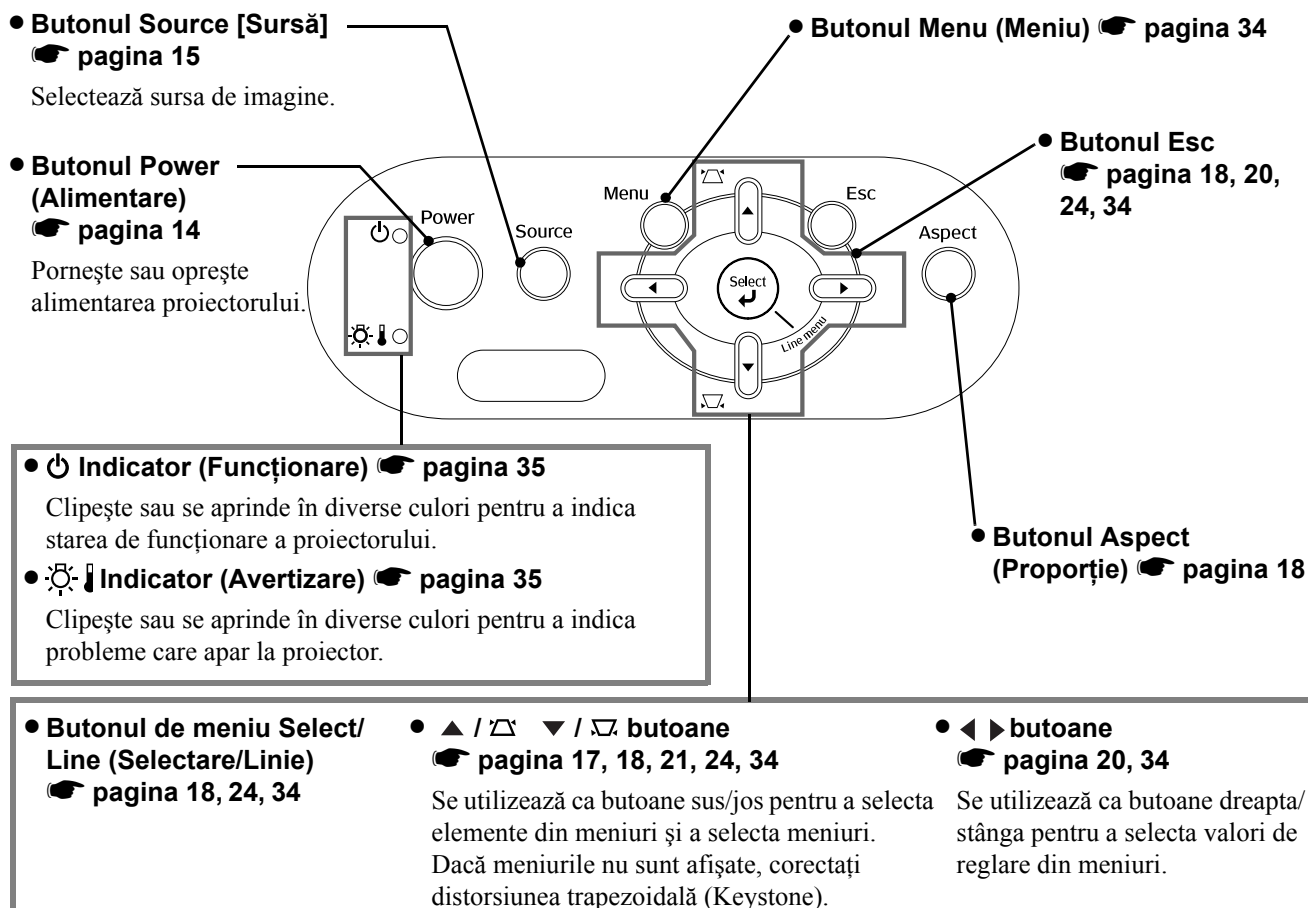 ● Butonul Source [Sursă]
☛ pagina 15
Selectează sursa de imagine.
● Butonul Power
(Alimentare)
☛ pagina 14
Porneşte sau opreşte
alimentarea proiectorului.
● Butonul Menu (Meniu) ☛ pagina 34
● Butonul Esc
☛ pagina 18, 20,
24, 34
Power
Source
Menu
Esc
Aspect
Select
Line menu
● Butonul Aspect
(Proporţie) ☛ pagina 18
● ⏻ Indicator (Funcţionare) ☛ pagina 35
Clipeşte sau se aprinde în diverse culori pentru a indica
starea de funcţionare a proiectorului.
● Indicator (Avertizare) ☛ pagina 35
Clipeşte sau se aprinde în diverse culori pentru a indica
probleme care apar la proiector.
● Butonul de meniu Select/
Line (Selectare/Linie)
☛ pagina 18, 24, 34
● ▲ / ▼ / butoane
☛ pagina 17, 18, 21, 24, 34
Se utilizează ca butoane sus/jos pentru a selecta
elemente din meniuri şi a selecta meniuri.
Dacă meniurile nu sunt afişate, corectaţi
distorsiunea trapezoidală (Keystone).
● ◀ ▶ butoane
☛ pagina 20, 34
Se utilizează ca butoane dreapta/
stânga pentru a selecta valori de
reglare din meniuri.